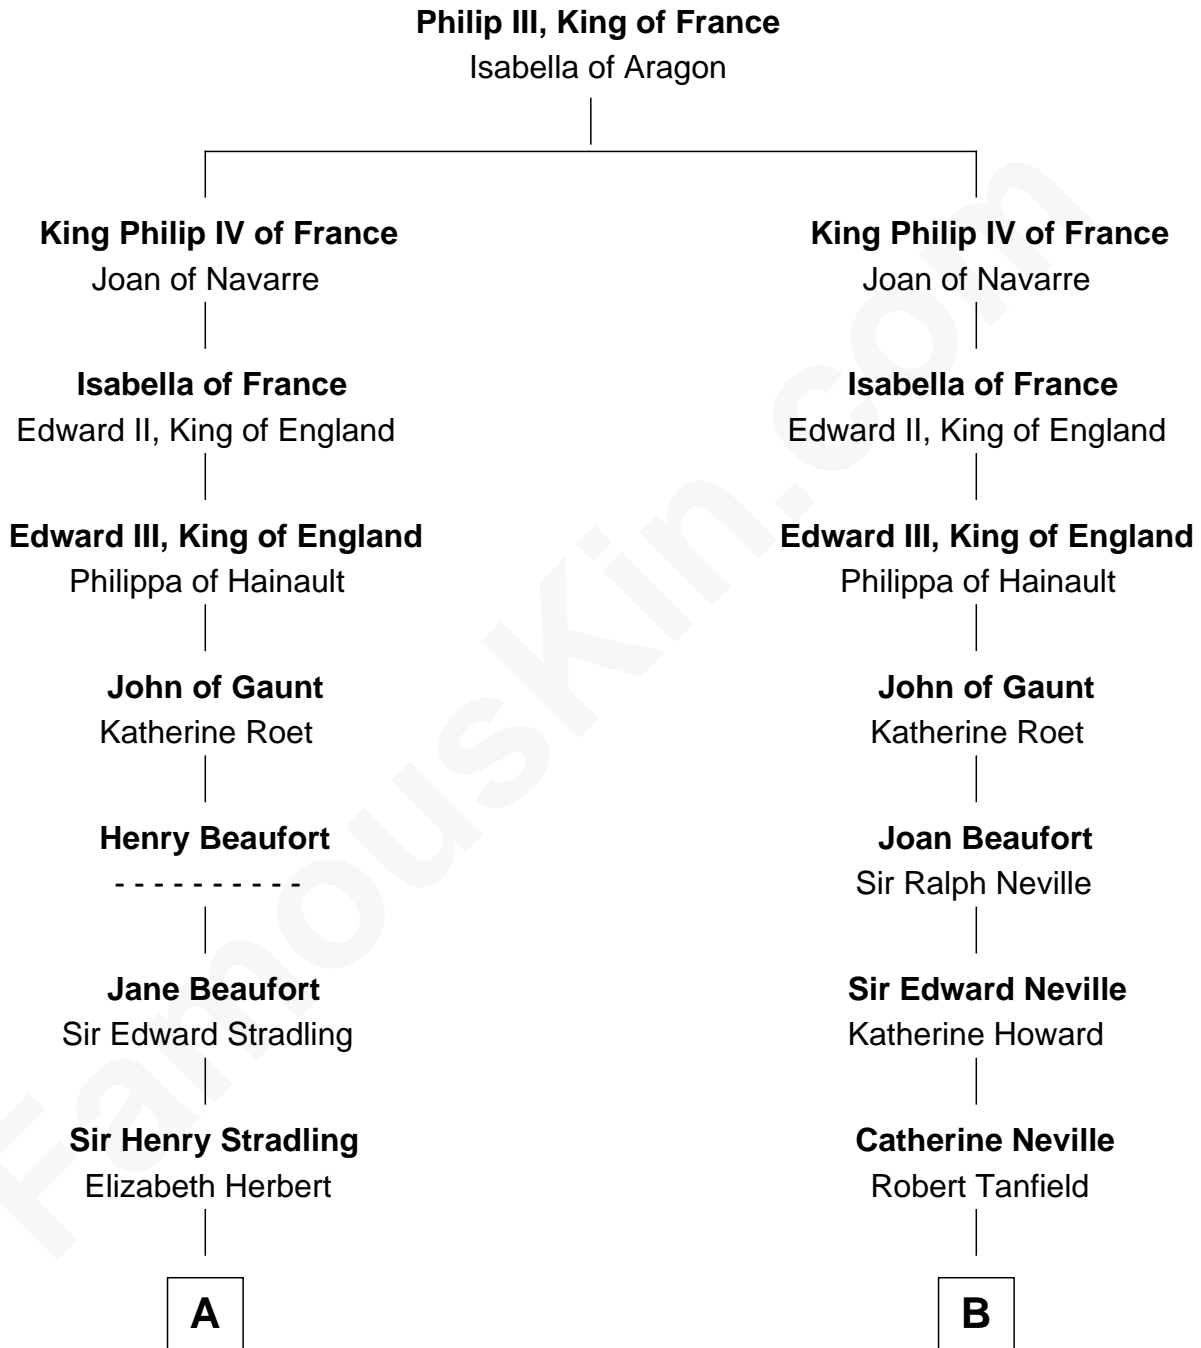 Philip III, King of France
Isabella of Aragon
King Philip IV of France
Joan of Navarre
Isabella of France
Edward II, King of England
Edward III, King of England
Philippa of Hainault
John of Gaunt
Katherine Roet
Henry Beaufort
- - - - - - - - - -
Jane Beaufort
Sir Edward Stradling
Sir Henry Stradling
Elizabeth Herbert
A
King Philip IV of France
Joan of Navarre
Isabella of France
Edward II, King of England
Edward III, King of England
Philippa of Hainault
John of Gaunt
Katherine Roet
Joan Beaufort
Sir Ralph Neville
Sir Edward Neville
Katherine Howard
Catherine Neville
Robert Tanfield
B
FamousKin.com